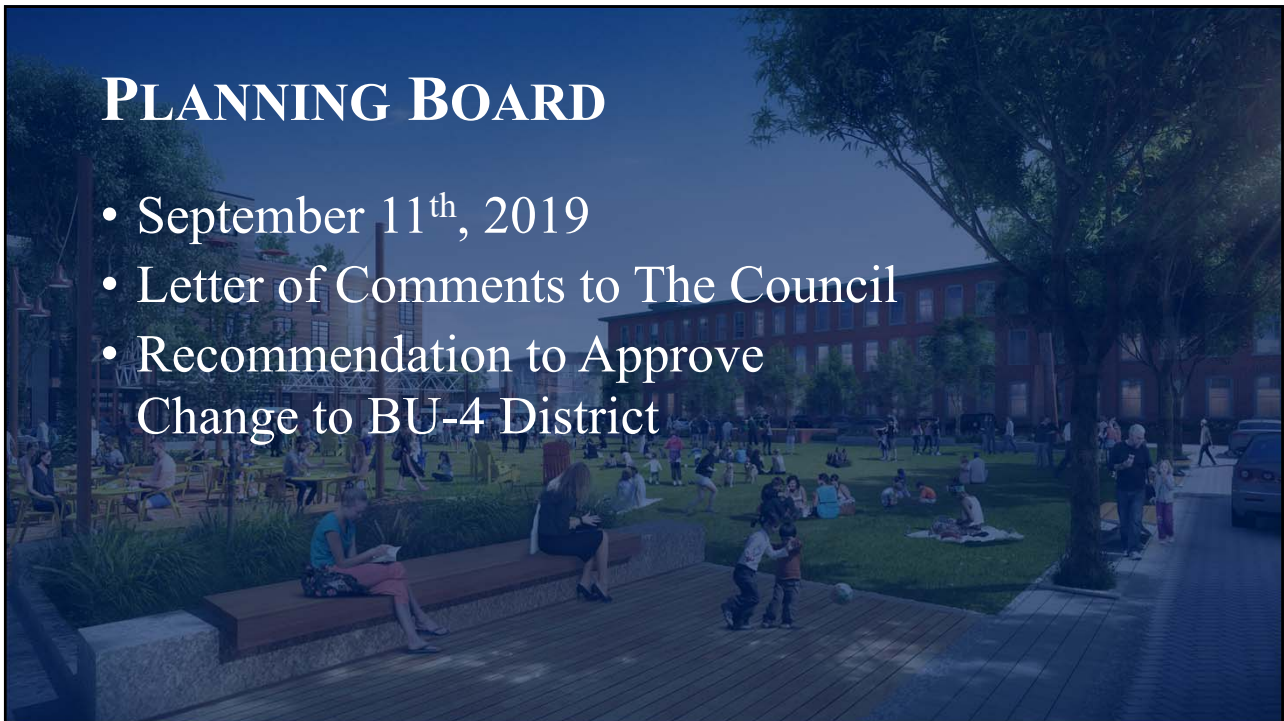 PLANNING BOARD
• September 11th, 2019
• Letter of Comments to The Council
• Recommendation to Approve
Change to BU-4 District